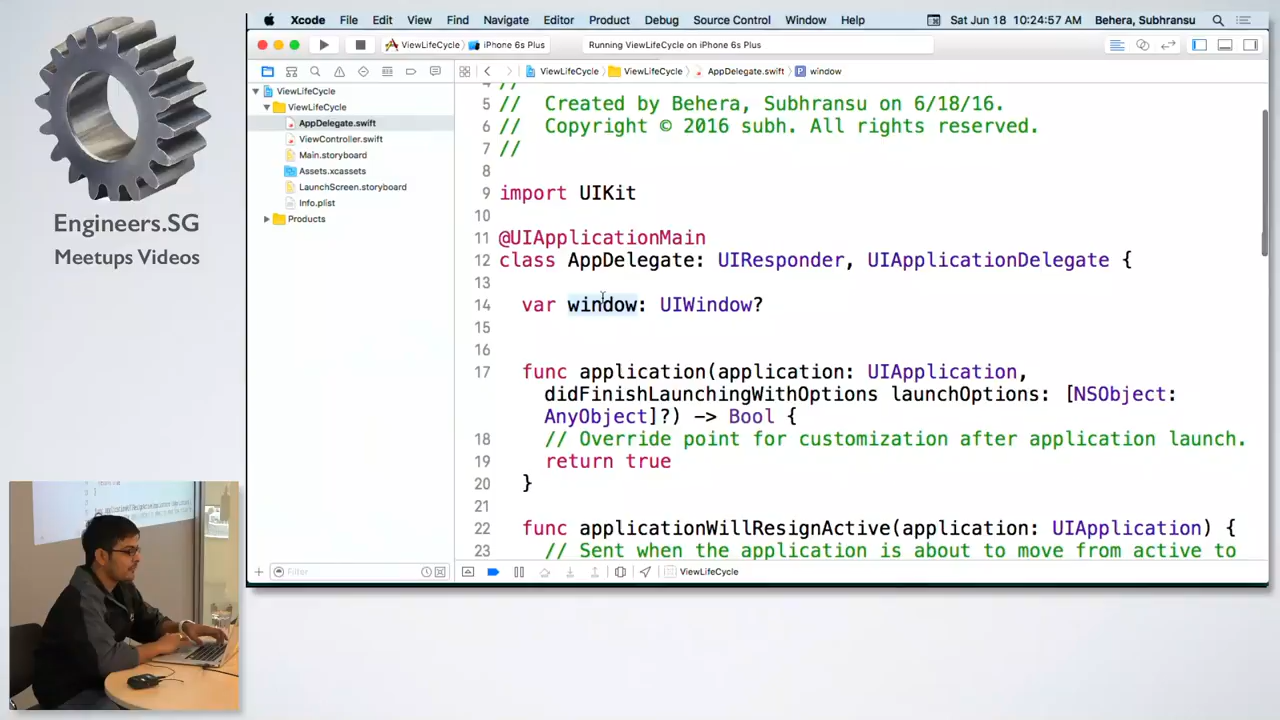 Xcode File Edit View Find Navigate Editor Product Debug Source Control Window Help Sat Jun 18 10:24:57 AM Behera, Subhransu
ViewLifeCycle iPhone 6s Plus Running ViewLifeCycle on iPhone 6s Plus
ViewLifeCycle ViewLifeCycle AppDelegate.swift P window
ViewLifeCycle
ViewLifeCycle
AppDelegate.swift
ViewController.swift
Main.storyboard
Assets.xcassets
LaunchScreen.storyboard
Info.plist
Products
4 //
5 // Created by Behera, Subhransu on 6/18/16.
6 // Copyright © 2016 subh. All rights reserved.
7 //
8
9 import UIKit
10
11 @UIApplicationMain
12 class AppDelegate: UIResponder, UIApplicationDelegate {
13
14 var window: UIWindow?
15
16
17 func application(application: UIApplication,
didFinishLaunchingWithOptions launchOptions: [NSObject:
AnyObject]?) -> Bool {
18 // Override point for customization after application launch.
19 return true
20 }
21
22 func applicationWillResignActive(application: UIApplication) {
23 // Sent when the application is about to move from active to
Filter ViewLifeCycle
Engineers.SG
Meetups Videos